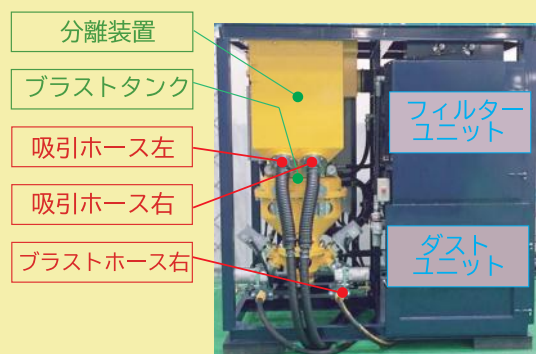 分離装置
ブラストタンク
吸引ホース左
吸引ホース右
ブラストホース右
フィルター
ユニット
ダスト
ユニット